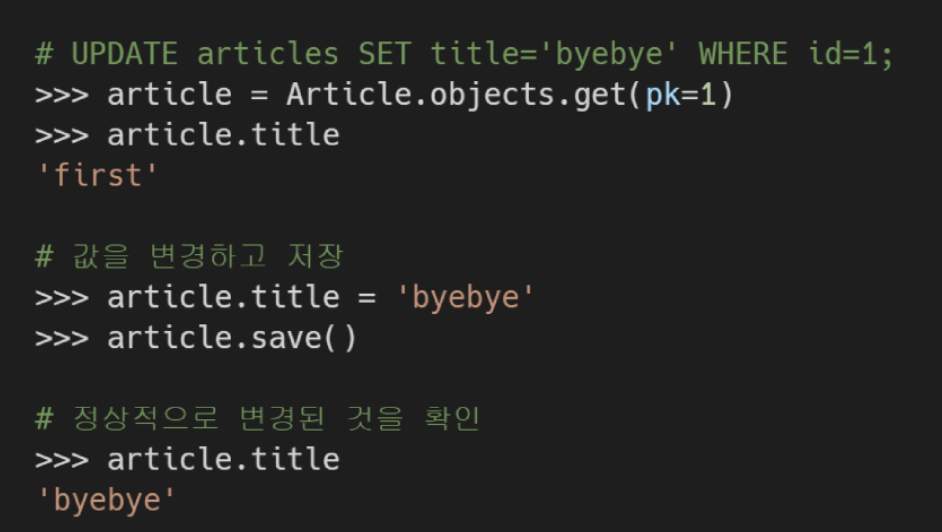 # UPDATE articles SET title='byebye' WHERE id=1;
>>> article = Article.objects.get(pk=1)
>>> article.title
'first'
# 값을 변경하고 저장
>>> article.title = 'byebye'
>>> article.save()
# 정상적으로 변경된 것을 확인
>>> article.title
'byebye'